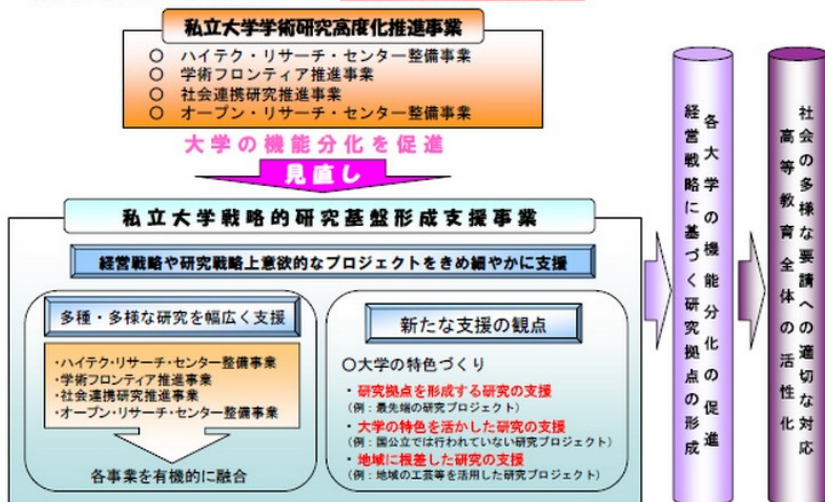 私立大学学術研究高度化推進事業
○ ハイテク・リサーチ・センター整備事業
○ 学術フロンティア推進事業
○ 社会連携研究推進事業
○ オープン・リサーチ・センター整備事業
大学の機能分化を促進
見直し
私立大学戦略的研究基盤形成支援事業
経営戦略や研究戦略上意欲的なプロジェクトをきめ細やかに支援
多種・多様な研究を幅広く支援
・ハイテク・リサーチ・センター整備事業
・学術フロンティア推進事業
・社会連携研究推進事業
・オープン・リサーチ・センター整備事業
各事業を有機的に融合
新たな支援の観点
○大学の特色づくり
・研究拠点を形成する研究の支援
（例：最先端の研究プロジェクト）
・大学の特色を活かした研究の支援
（例：国公立では行われていない研究プロジェクト）
・地域に根差した研究の支援
（例：地域の工芸等を活用した研究プロジェクト）
各大学の機能分化の促進
経営戦略に基づく研究拠点の形成
社会の多様な要請への適切な対応
高等教育全体の活性化